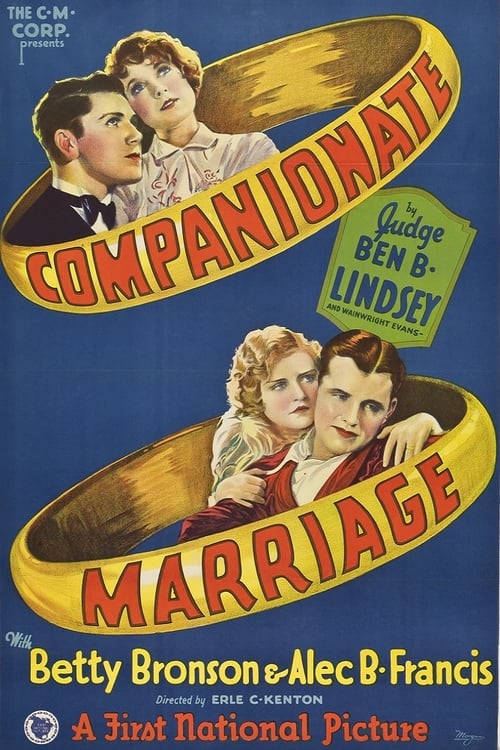 THE C·M·
CORP.
presents
COMPANIONATE
by
Judge
BEN B·
LINDSEY
AND WAINWRIGHT EVANS-
MARRIAGE
With
Betty Bronson & Alec B·Francis
Directed by ERLE C·KENTON
A First National Picture
Morgan